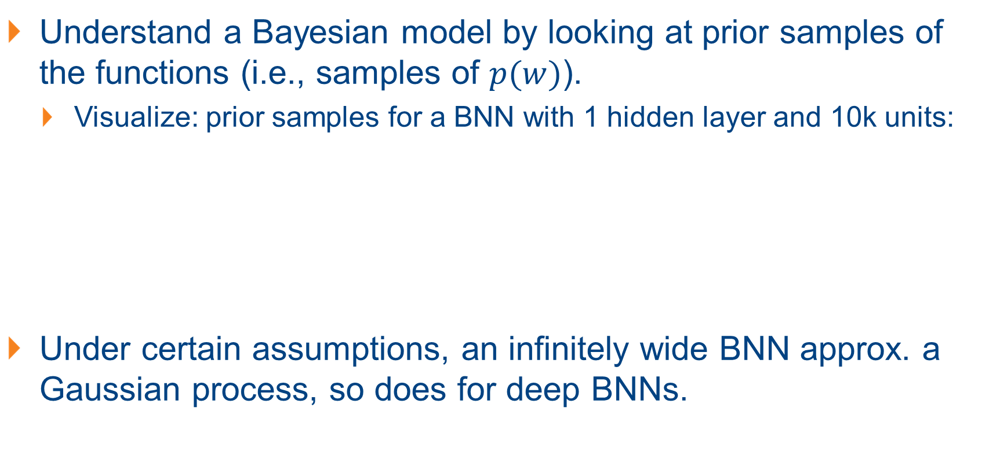 Understand a Bayesian model by looking at prior samples of
the functions (i.e., samples of p(w)).
Visualize: prior samples for a BNN with 1 hidden layer and 10k units:
Under certain assumptions, an infinitely wide BNN approx. a
Gaussian process, so does for deep BNNs.